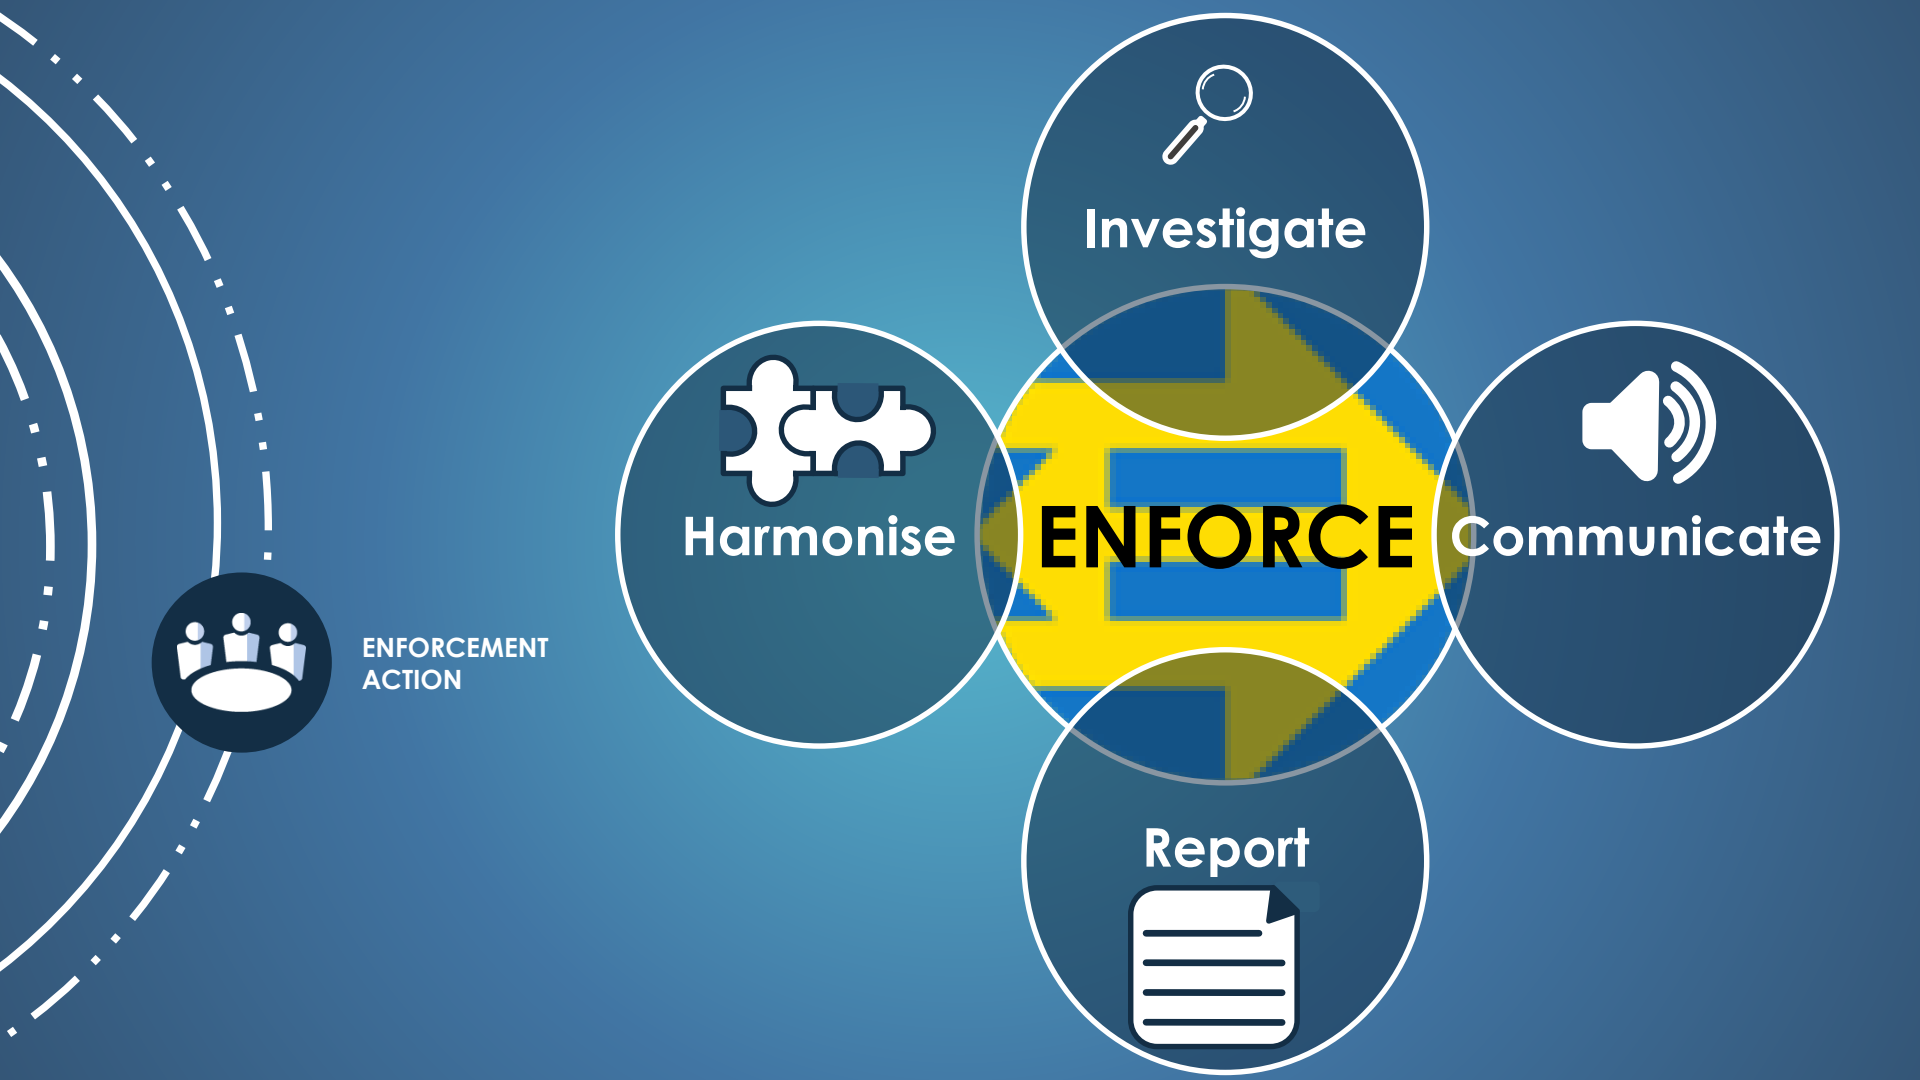 ENFORCEMENT
ACTION
Investigate
Harmonise
ENFORCE
Communicate
Report